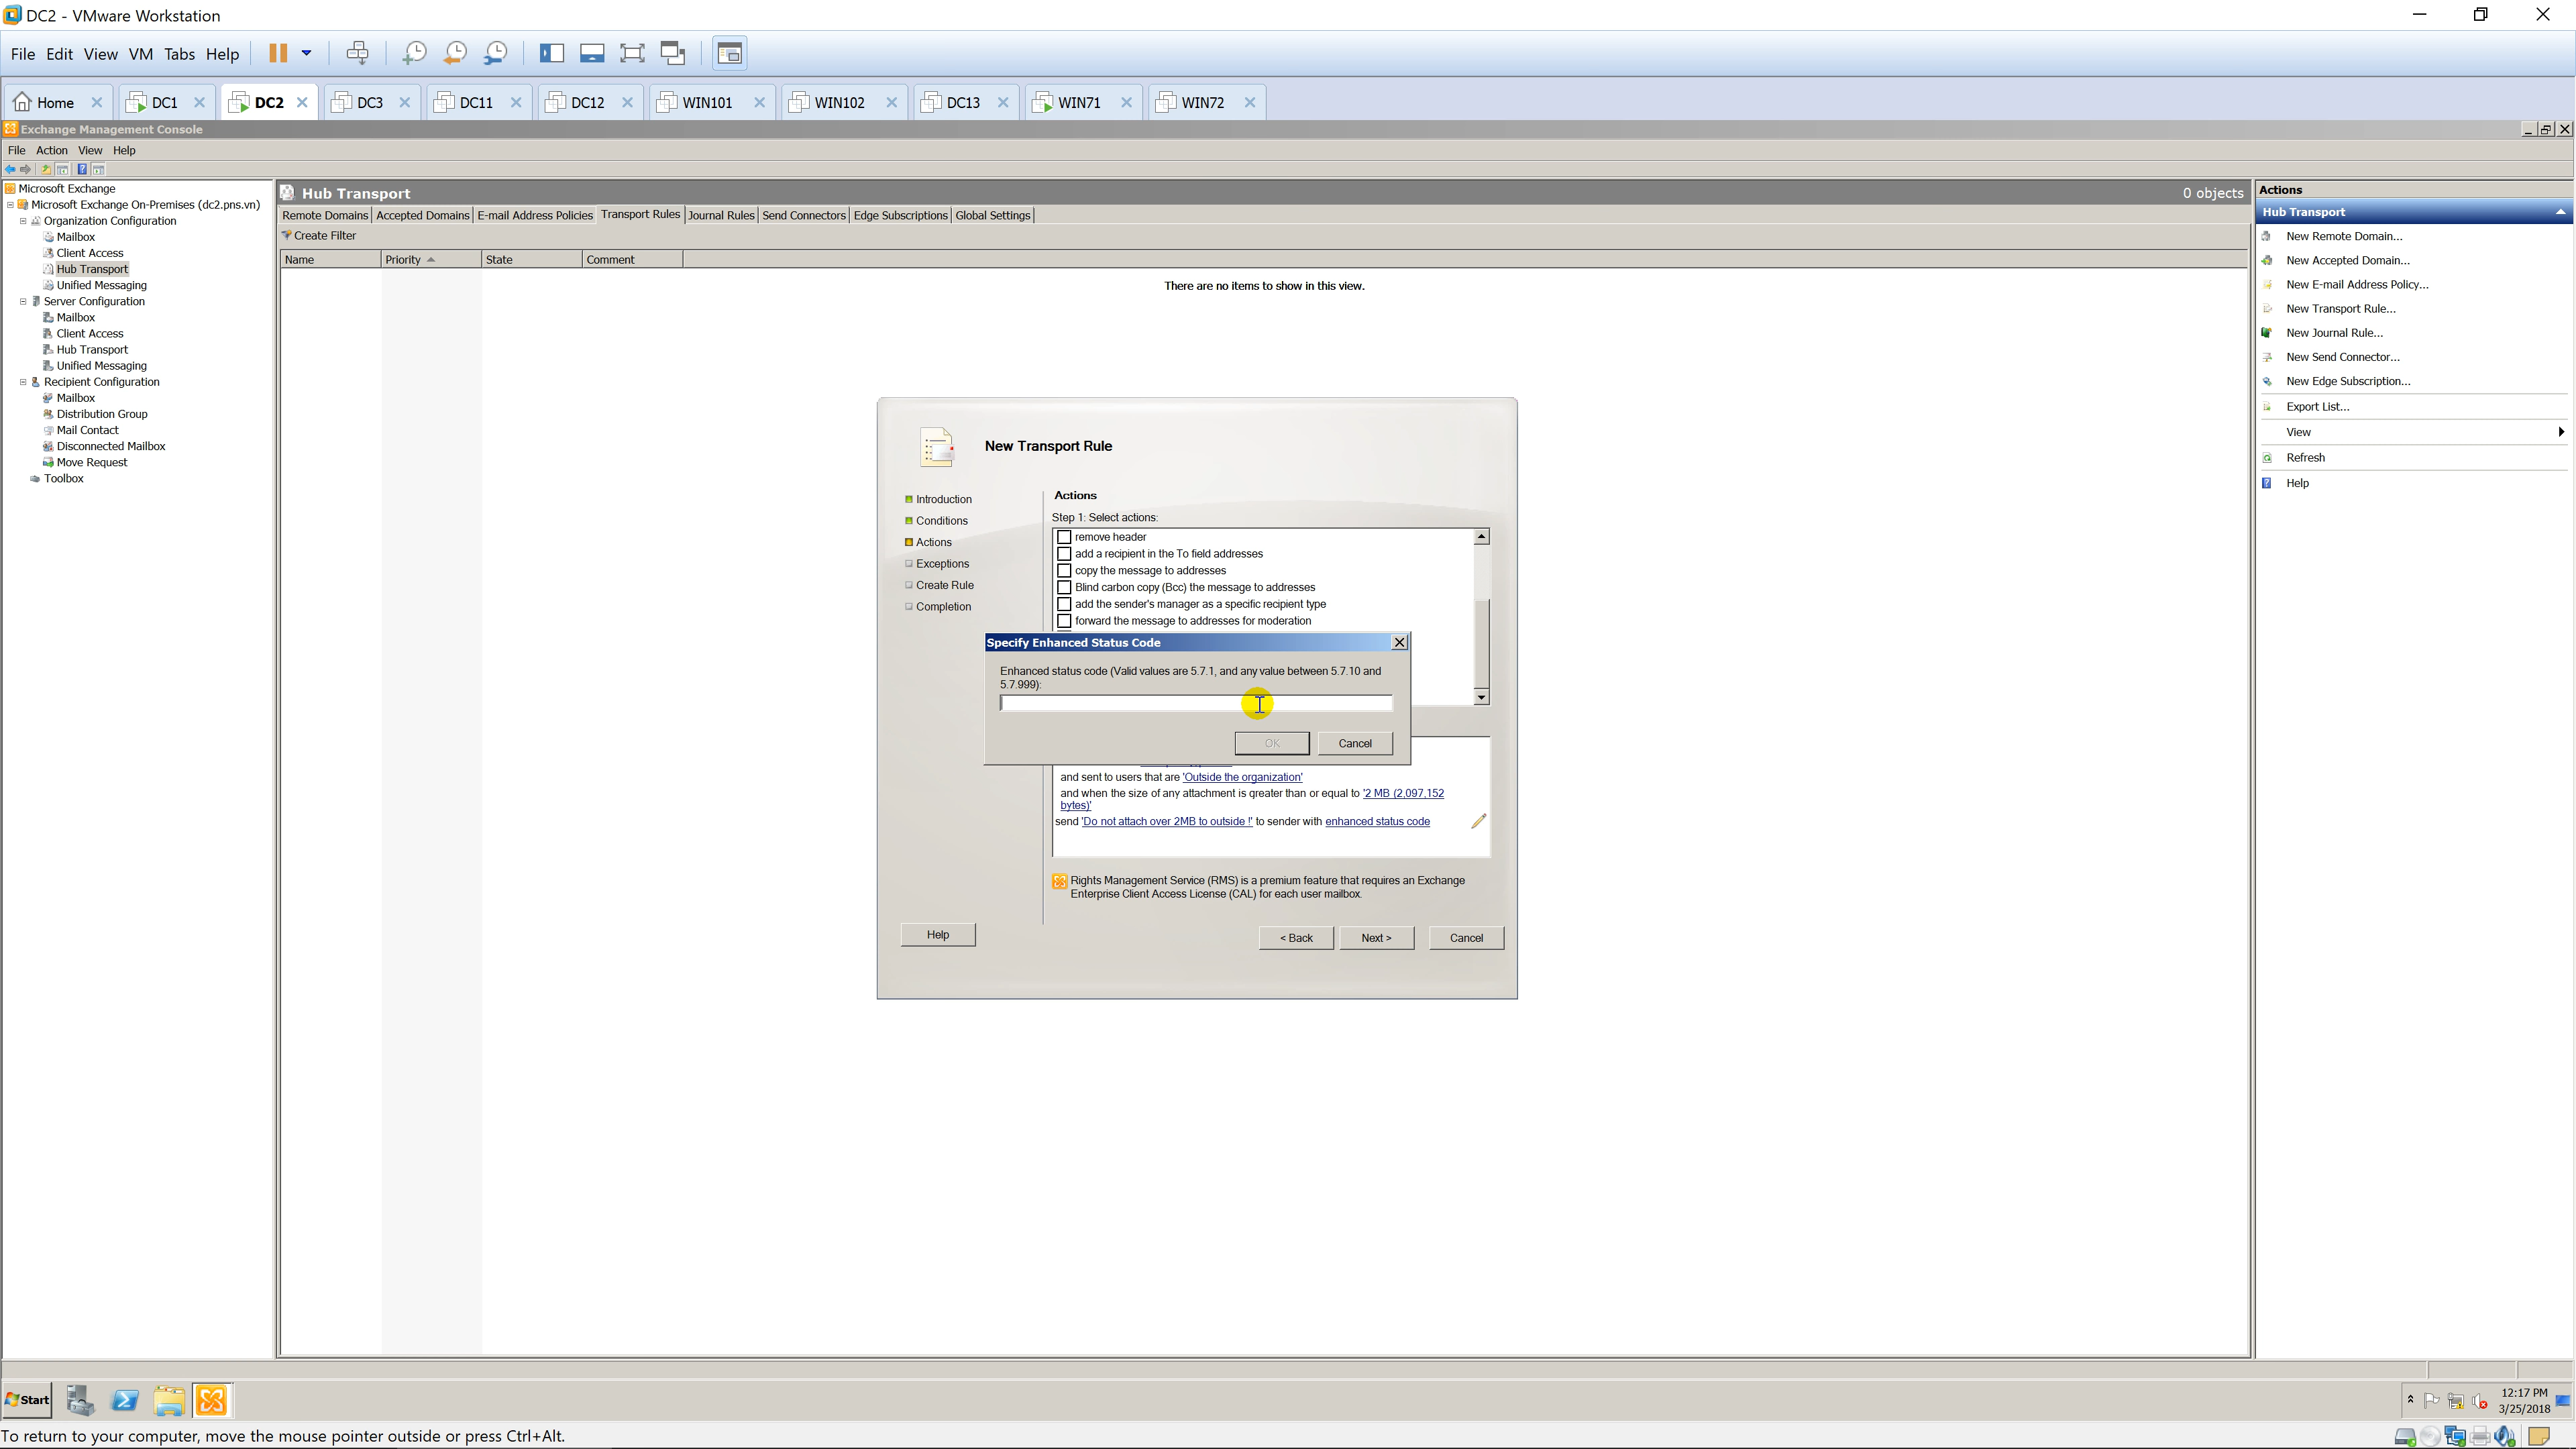 DC2 - VMware Workstation
File Edit View VM Tabs Help
Home DC1 DC2 DC3 DC11 DC12 WIN101 WIN102 DC13 WIN71 WIN72
Exchange Management Console
File Action View Help
Microsoft Exchange
Microsoft Exchange On-Premises (dc2.pns.vn)
Organization Configuration
Mailbox
Client Access
Hub Transport
Unified Messaging
Server Configuration
Mailbox
Client Access
Hub Transport
Unified Messaging
Recipient Configuration
Mailbox
Distribution Group
Mail Contact
Disconnected Mailbox
Move Request
Toolbox
Hub Transport 0 objects
Remote Domains Accepted Domains E-mail Address Policies Transport Rules Journal Rules Send Connectors Edge Subscriptions Global Settings
Create Filter
Name Priority State Comment
There are no items to show in this view.
New Transport Rule
Introduction
Conditions
Actions
Exceptions
Create Rule
Completion
Actions
Step 1: Select actions:
remove header
add a recipient in the To field addresses
copy the message to addresses
Blind carbon copy (Bcc) the message to addresses
add the sender's manager as a specific recipient type
forward the message to addresses for moderation
Specify Enhanced Status Code
Enhanced status code (Valid values are 5.7.1, and any value between 5.7.10 and
5.7.999):
OK Cancel
and sent to users that are 'Outside the organization'
and when the size of any attachment is greater than or equal to '2 MB (2,097,152
bytes)'
send 'Do not attach over 2MB to outside !' to sender with enhanced status code
Rights Management Service (RMS) is a premium feature that requires an Exchange
Enterprise Client Access License (CAL) for each user mailbox.
Help < Back Next > Cancel
Actions
Hub Transport
New Remote Domain...
New Accepted Domain...
New E-mail Address Policy...
New Transport Rule...
New Journal Rule...
New Send Connector...
New Edge Subscription...
Export List...
View
Refresh
Help
Start
12:17 PM
3/25/2018
To return to your computer, move the mouse pointer outside or press Ctrl+Alt.